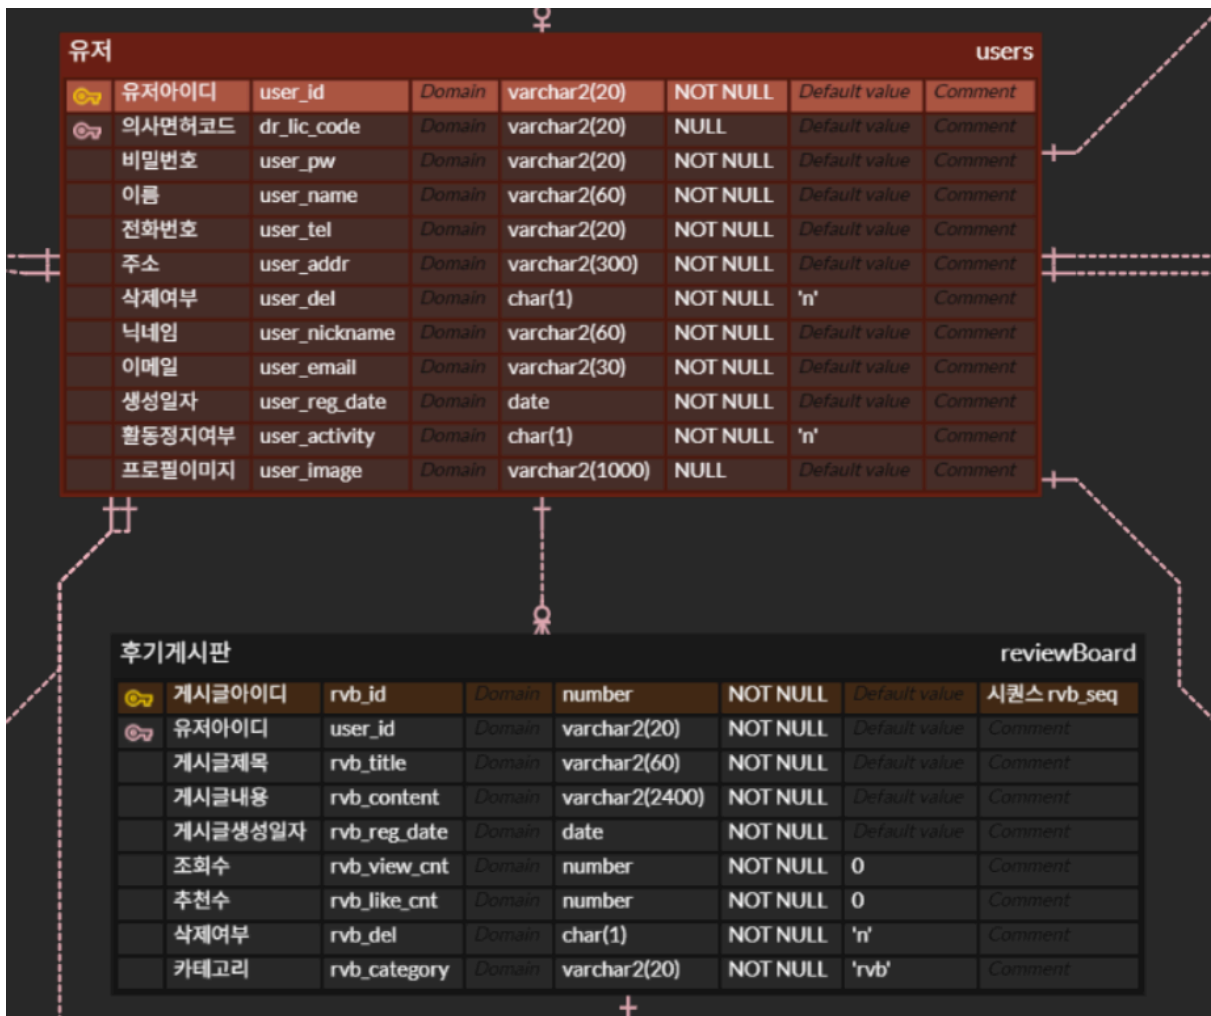 유저 users
유저아이디 user_id Domain varchar2(20) NOT NULL Default value Comment
의사면허코드 dr_lic_code Domain varchar2(20) NULL Default value Comment
비밀번호 user_pw Domain varchar2(20) NOT NULL Default value Comment
이름 user_name Domain varchar2(60) NOT NULL Default value Comment
전화번호 user_tel Domain varchar2(20) NOT NULL Default value Comment
주소 user_addr Domain varchar2(300) NOT NULL Default value Comment
삭제여부 user_del Domain char(1) NOT NULL 'n' Comment
닉네임 user_nickname Domain varchar2(60) NOT NULL Default value Comment
이메일 user_email Domain varchar2(30) NOT NULL Default value Comment
생성일자 user_reg_date Domain date NOT NULL Default value Comment
활동정지여부 user_activity Domain char(1) NOT NULL 'n' Comment
프로필이미지 user_image Domain varchar2(1000) NULL Default value Comment
후기게시판 reviewBoard
게시글아이디 rvb_id Domain number NOT NULL Default value 시퀀스 rvb_seq
유저아이디 user_id Domain varchar2(20) NOT NULL Default value Comment
게시글제목 rvb_title Domain varchar2(60) NOT NULL Default value Comment
게시글내용 rvb_content Domain varchar2(2400) NOT NULL Default value Comment
게시글생성일자 rvb_reg_date Domain date NOT NULL Default value Comment
조회수 rvb_view_cnt Domain number NOT NULL 0 Comment
추천수 rvb_like_cnt Domain number NOT NULL 0 Comment
삭제여부 rvb_del Domain char(1) NOT NULL 'n' Comment
카테고리 rvb_category Domain varchar2(20) NOT NULL 'rvb' Comment